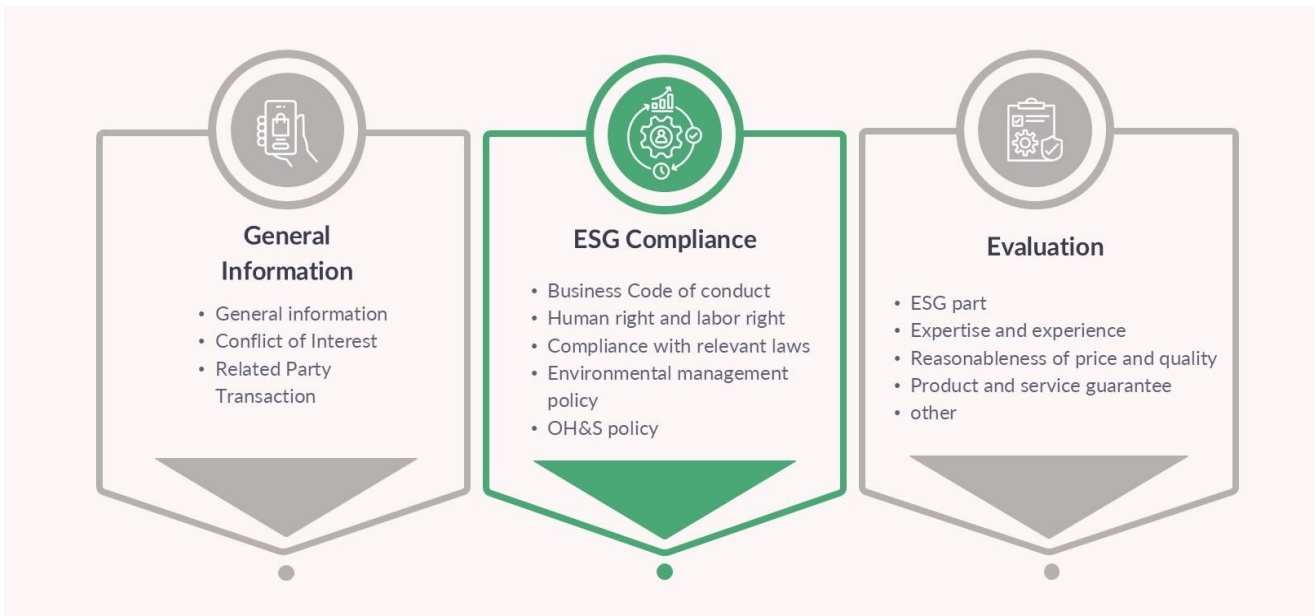 General
Information
• General information
• Conflict of Interest
• Related Party
Transaction
ESG Compliance
• Business Code of conduct
• Human right and labor right
• Compliance with relevant laws
• Environmental management
policy
• OH&S policy
Evaluation
• ESG part
• Expertise and experience
• Reasonableness of price and quality
• Product and service guarantee
• other